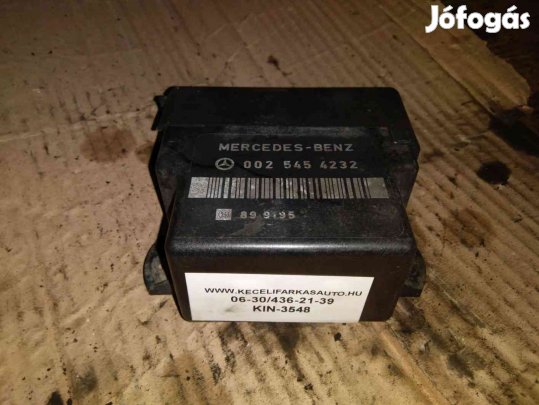 Jófogás
MERCEDES-BENZ
002 545 4232
89 9.95
WWW.KECELIFARKASAUTO.HU
06-30/436-21-39
KIN-3548